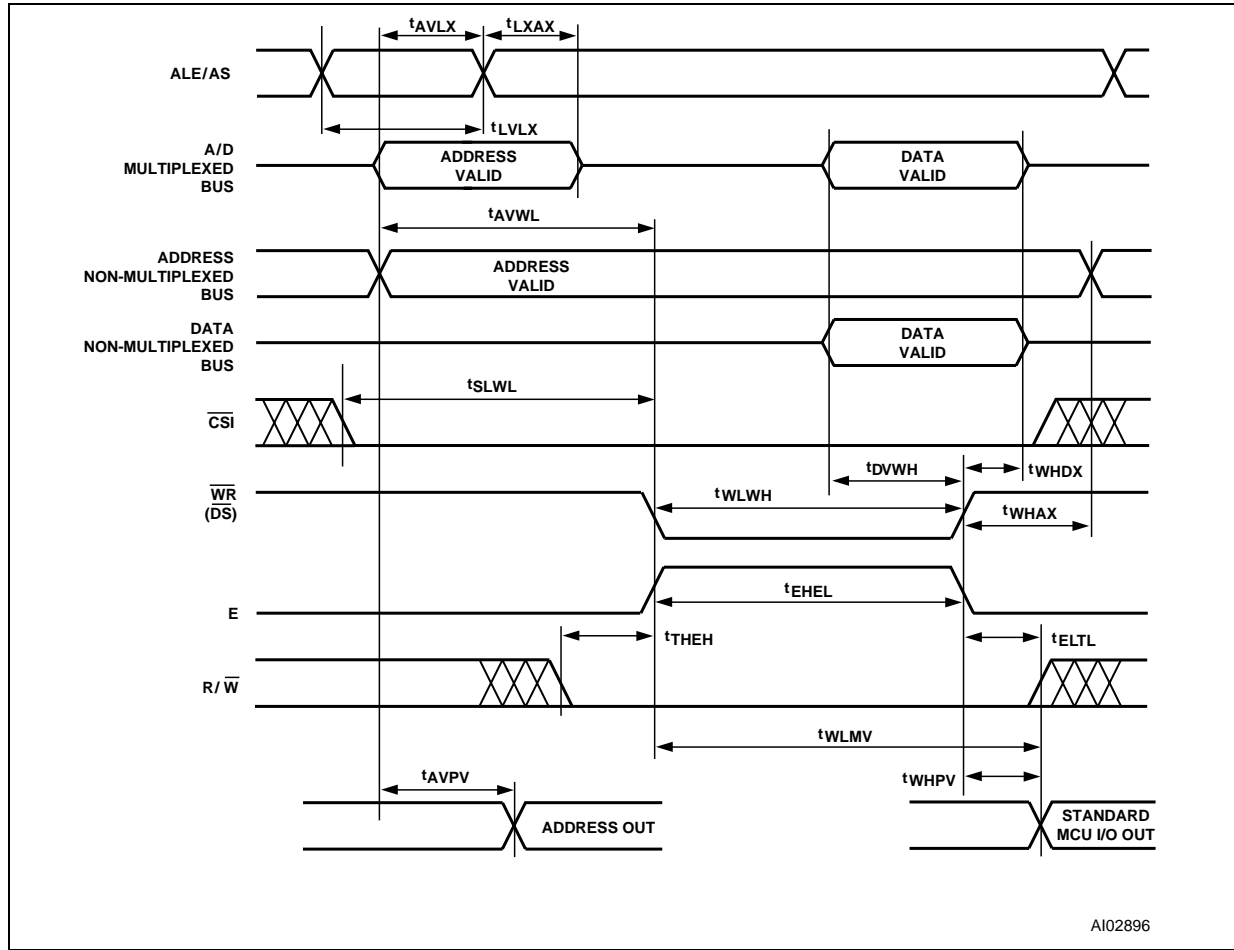 tAVLX tLXAX
ALE/AS
tLVLX
A/D
MULTIPLEXED
BUS
ADDRESS
VALID
DATA
VALID
tAVWL
ADDRESS
NON-MULTIPLEXED
BUS
ADDRESS
VALID
DATA
NON-MULTIPLEXED
BUS
DATA
VALID
tSLWL
CSI
tDVWH tWHDX
WR
(DS)
tWLWH
tWHAX
tEHEL
E
tTHEH tELTL
R/ W
tWLMV
tAVPV tWHPV
ADDRESS OUT
STANDARD
MCU I/O OUT
AI02896